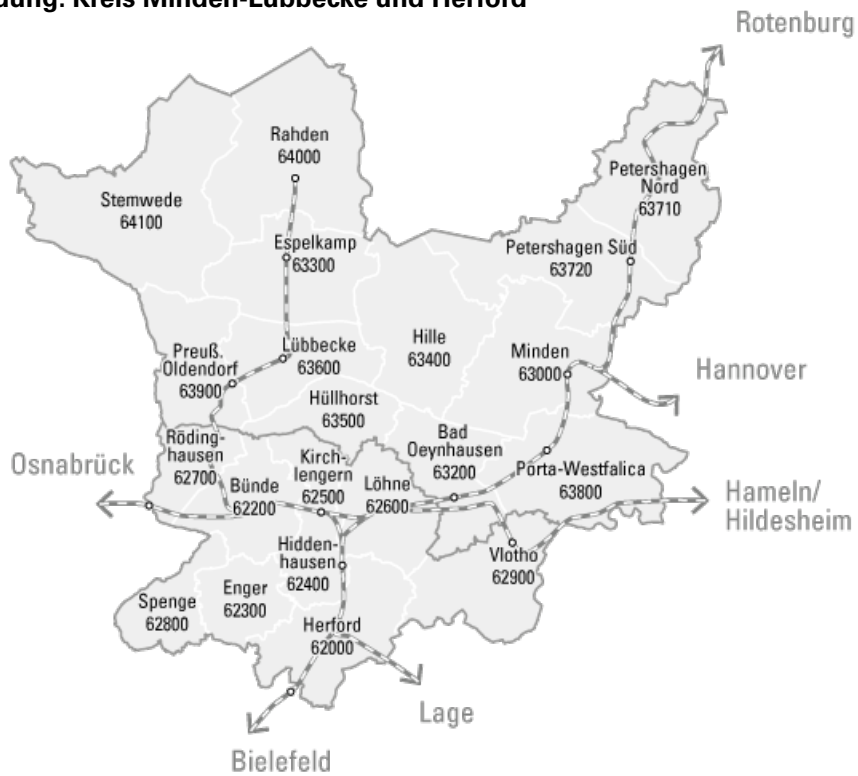 Kreis Minden-Lübbecke und Herford
Rotenburg
Rahden
64000
Petershagen
Nord
63710
Stemwede
64100
Espelkamp
63300
Petershagen Süd
63720
Hille
63400
Lübbecke
63600
Minden
63000
Preuß.
Oldendorf
63900
Hannover
Hüllhorst
63500
Bad
Oeynhausen
63200
Röding-
hausen
62700
Kirch-
lengern
62500
Osnabrück
Bünde
62200
Löhne
62600
Porta-Westfalica
63800
Hameln/
Hildesheim
Hidden-
hausen
62400
Vlotho
62900
Enger
62300
Spenge
62800
Herford
62000
Lage
Bielefeld